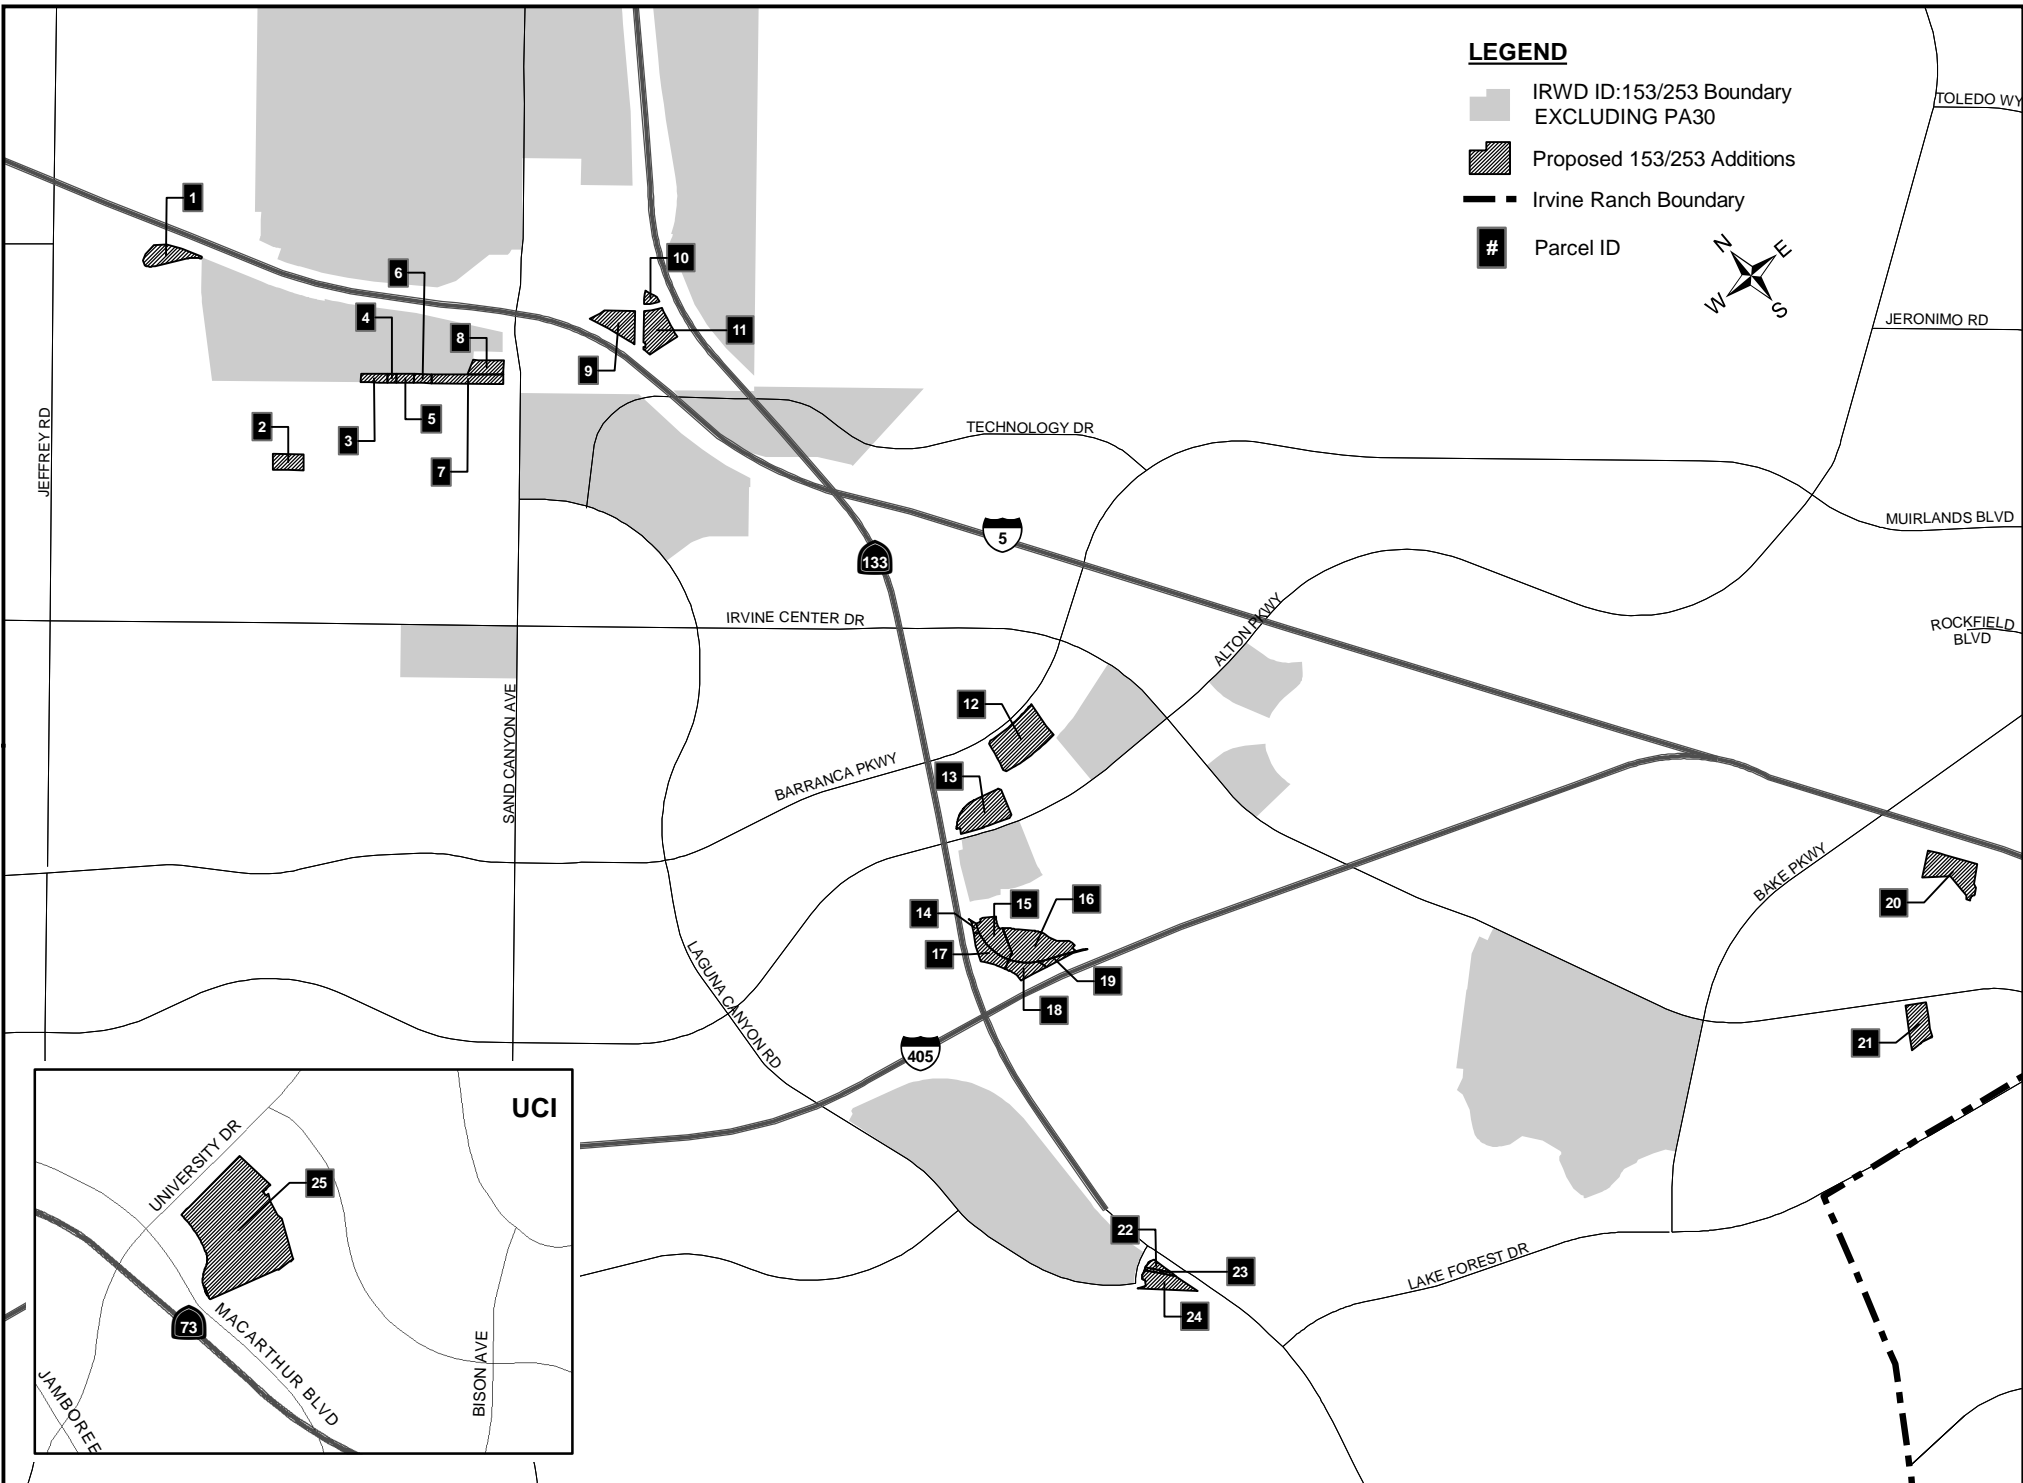 LEGEND
IRWD ID:153/253 Boundary
EXCLUDING PA30
Proposed 153/253 Additions
Irvine Ranch Boundary
# Parcel ID
N
E
W
S
TOLEDO WY
JERONIMO RD
MUIRLANDS BLVD
ROCKFIELD
BLVD
1
10
6
4
8
11
9
2
3
5
7
JEFFREY RD
TECHNOLOGY DR
5
133
IRVINE CENTER DR
ALTON PKWY
SAND CANYON AVE
12
BARRANCA PKWY
13
BAKE PKWY
20
14
15
16
17
19
18
LAGUNA CANYON RD
405
21
UCI
UNIVERSITY DR
25
73
MACARTHUR BLVD
BISON AVE
JAMBOREE
22
23
24
LAKE FOREST DR